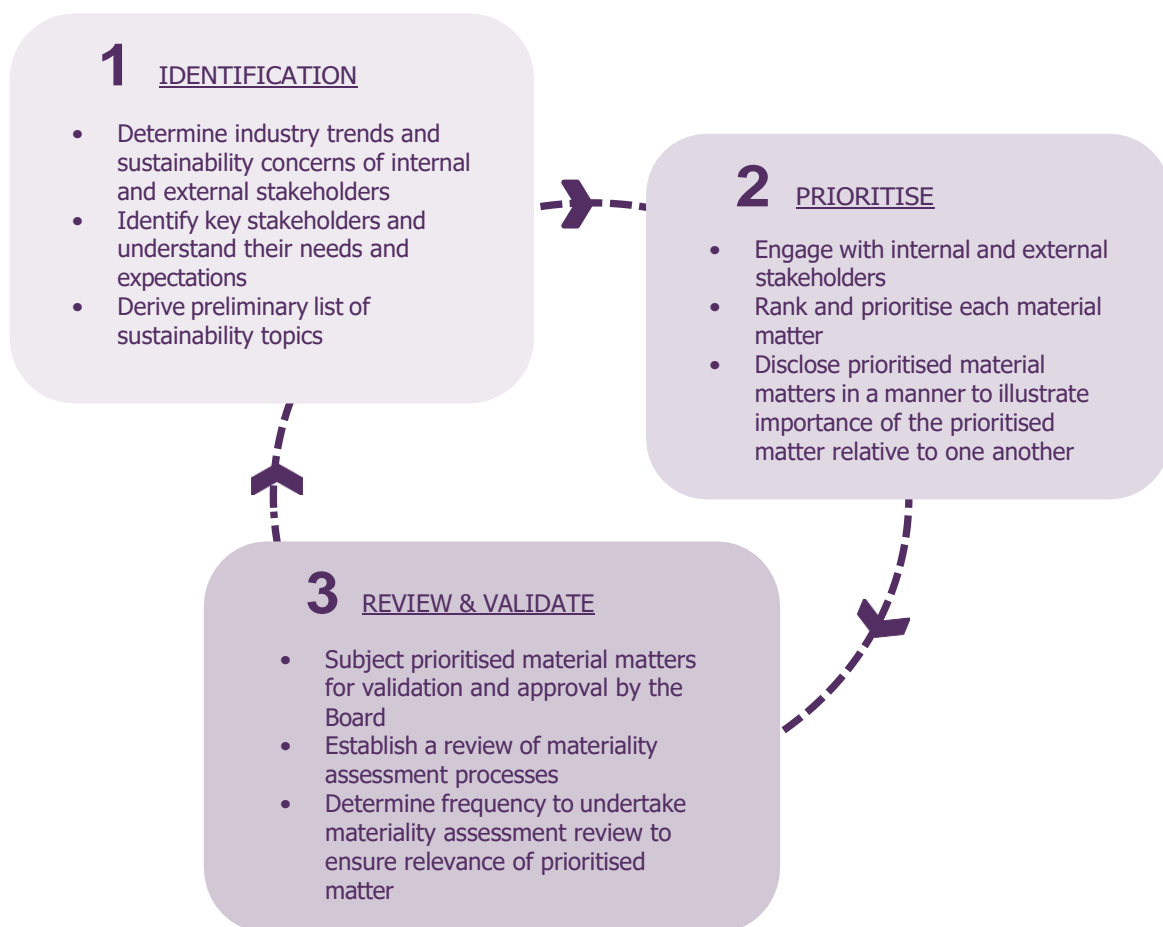 1 IDENTIFICATION
• Determine industry trends and
sustainability concerns of internal
and external stakeholders
• Identify key stakeholders and
understand their needs and
expectations
• Derive preliminary list of
sustainability topics
2 PRIORITISE
• Engage with internal and external
stakeholders
• Rank and prioritise each material
matter
• Disclose prioritised material
matters in a manner to illustrate
importance of the prioritised
matter relative to one another
3 REVIEW & VALIDATE
• Subject prioritised material matters
for validation and approval by the
Board
• Establish a review of materiality
assessment processes
• Determine frequency to undertake
materiality assessment review to
ensure relevance of prioritised
matter